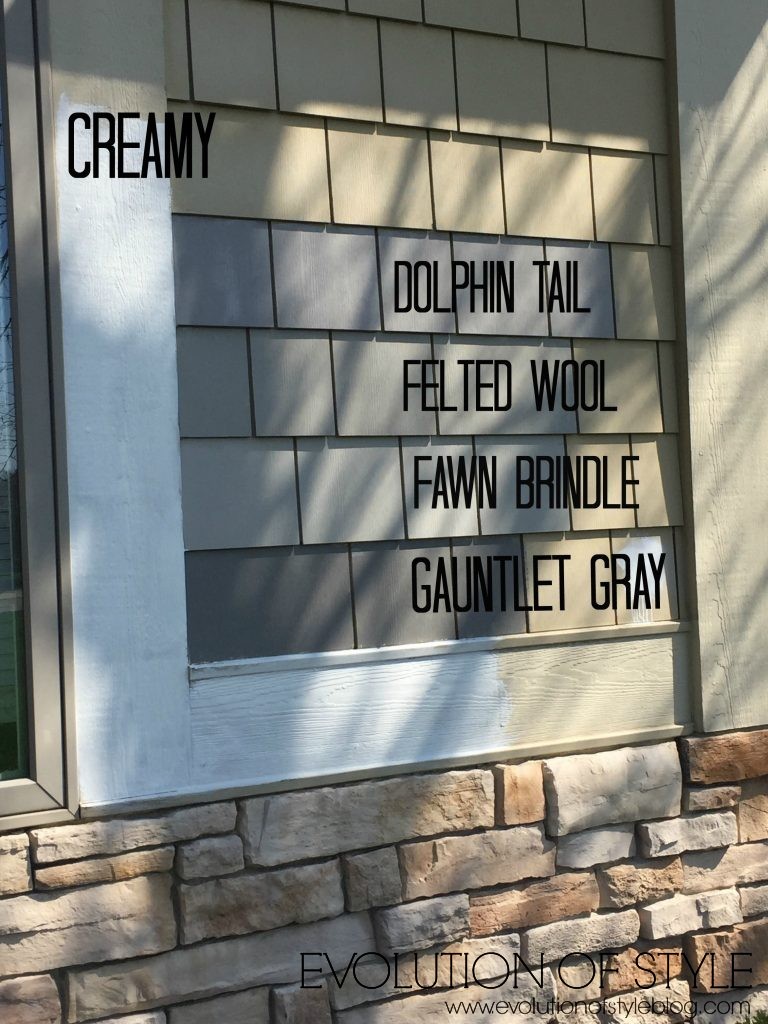 CREAMY
DOLPHIN TAIL
FELTED WOOL
FAWN BRINDLE
GAUNTLET GRAY
EVOLUTION OF STYLE
www.evolutionofstyleblog.com